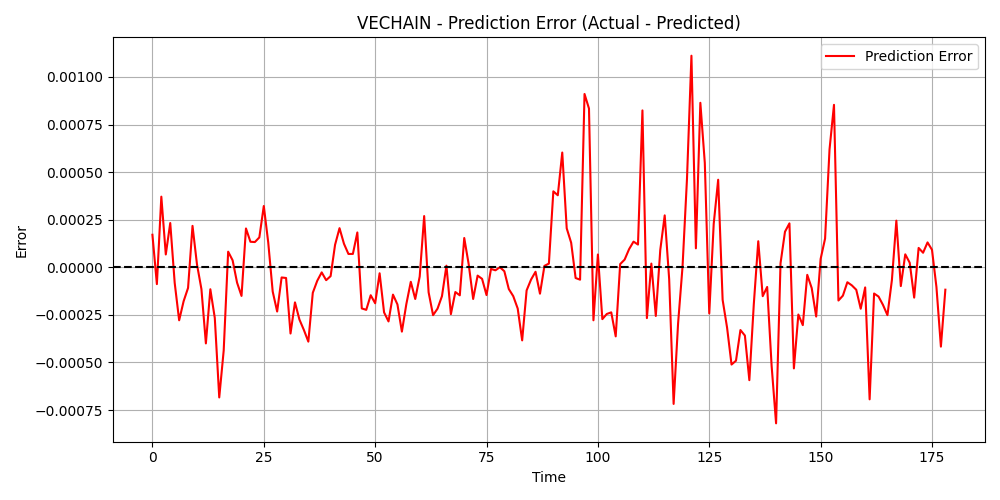 VECHAIN - Prediction Error (Actual - Predicted)
Prediction Error
0.00100
0.00075
0.00050
0.00025
0.00000
−0.00025
−0.00050
−0.00075
Error
0 25 50 75 100 125 150 175
Time